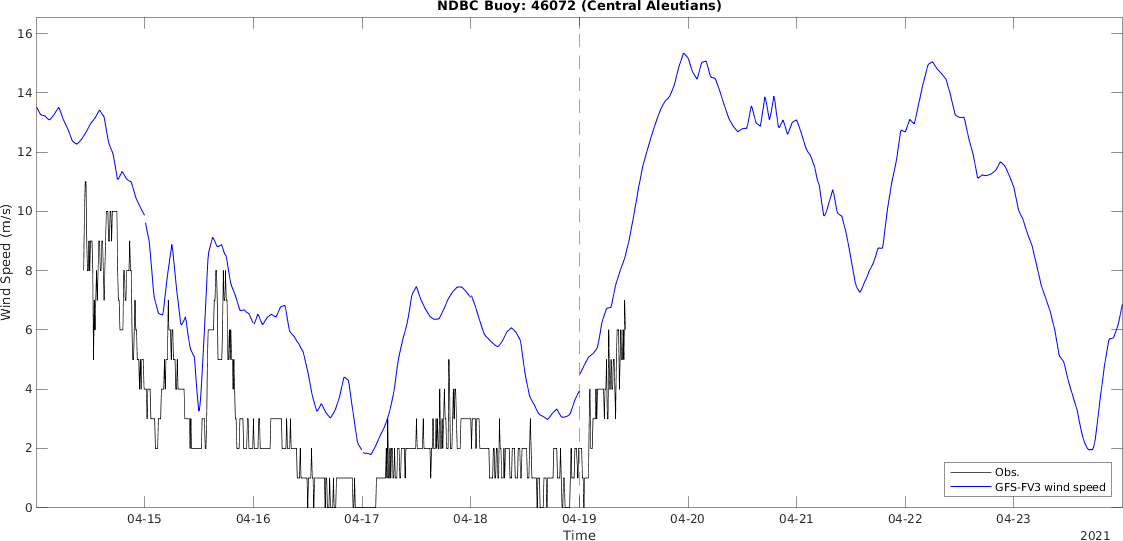 NDBC Buoy: 46072 (Central Aleutians)
16
14
12
10
8
6
4
2
0
Wind Speed (m/s)
04-15 04-16 04-17 04-18 04-19 04-20 04-21 04-22 04-23
Time
2021
Obs.
GFS-FV3 wind speed